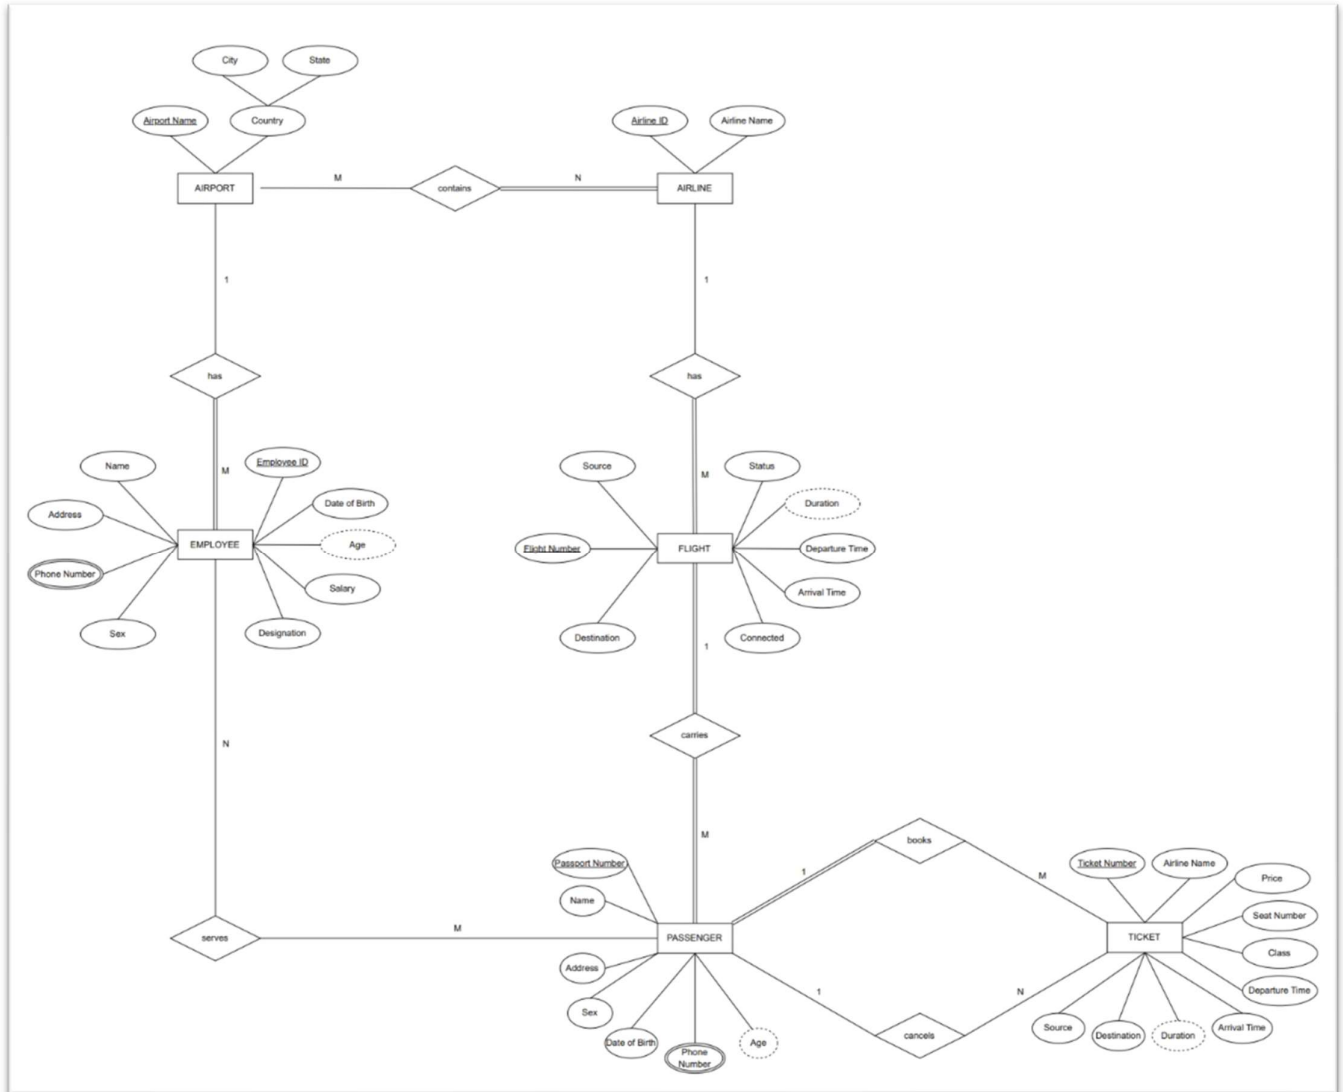 City
State
Airport Name
Country
Airline ID
Airline Name
AIRPORT
M
contains
N
AIRLINE
1
1
has
has
Name
Employee ID
Source
Status
M
M
Address
Date of Birth
Duration
EMPLOYEE
Age
Flight Number
FLIGHT
Departure Time
Phone Number
Salary
Arrival Time
Sex
Designation
Destination
Connected
1
N
carries
M
books
1
M
Passport Number
Ticket Number
Airline Name
Price
Name
Seat Number
serves
M
PASSENGER
TICKET
Class
Address
1
N
Departure Time
Sex
Date of Birth
Phone
Number
Age
cancels
Source
Destination
Duration
Arrival Time